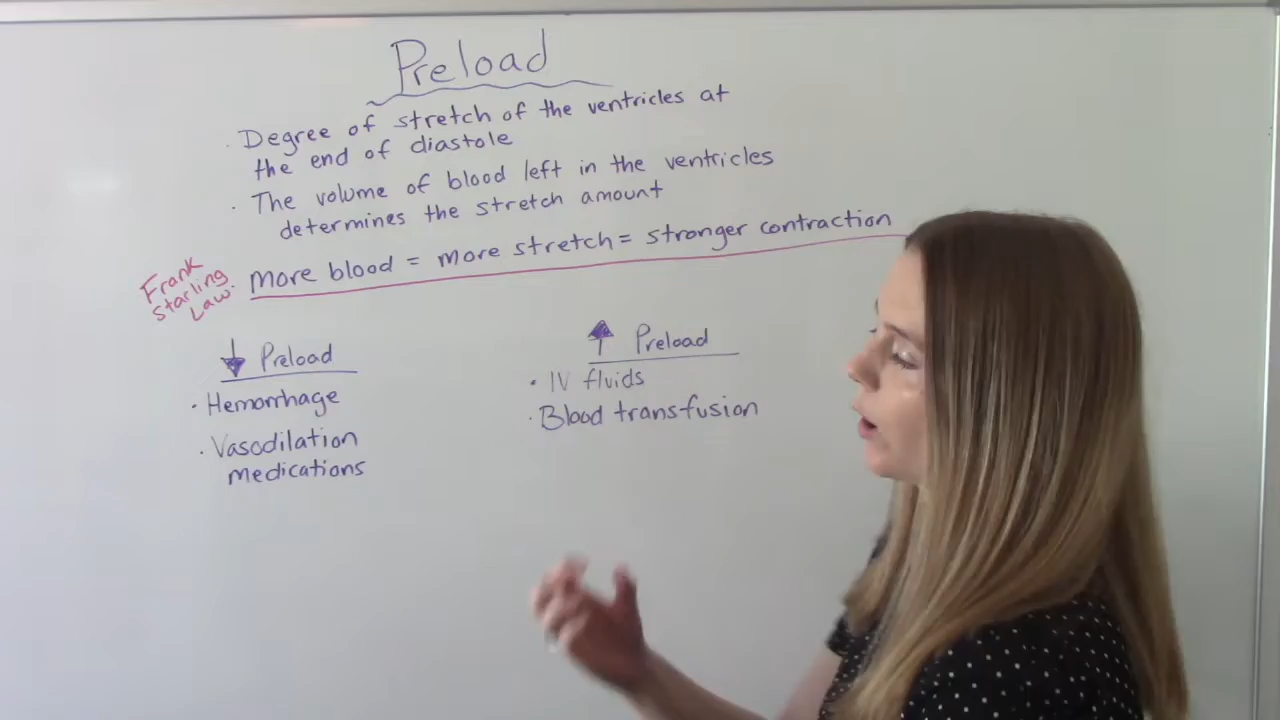 Preload
· Degree of stretch of the ventricles at
the end of diastole
· The volume of blood left in the ventricles
determines the stretch amount
Frank
Starling
Law:
more blood = more stretch = stronger contraction
↓ Preload
· Hemorrhage
· Vasodilation
medications
↑ Preload
· IV fluids
· Blood transfusion